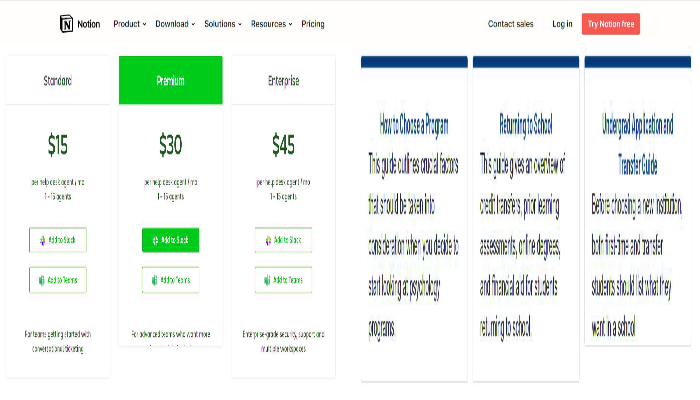 Notion
Product
Download
Solutions
Resources
Pricing
Contact sales
Log in
Try Notion free
Standard
$15
per help desk agent / mo
1 - 15 agents
Add to Slack
Add to Teams
For teams getting started with
conversational ticketing
Premium
$30
per help desk agent / mo
1 - 15 agents
Add to Slack
Add to Teams
For advanced teams who want more
Enterprise
$45
per help desk agent / mo
1 - 15 agents
Add to Slack
Add to Teams
Enterprise-grade security, support and
multiple workspaces
How to Choose a Program
This guide outlines crucial factors
that should be taken into
consideration when you decide to
start looking at psychology
programs.
Returning to School
This guide gives an overview of
credit transfers, prior learning
assessments, online degrees,
and financial aid for students
returning to school.
Undergrad Application and
Transfer Guide
Before choosing a new institution,
both first-time and transfer
students should list what they
want in a school